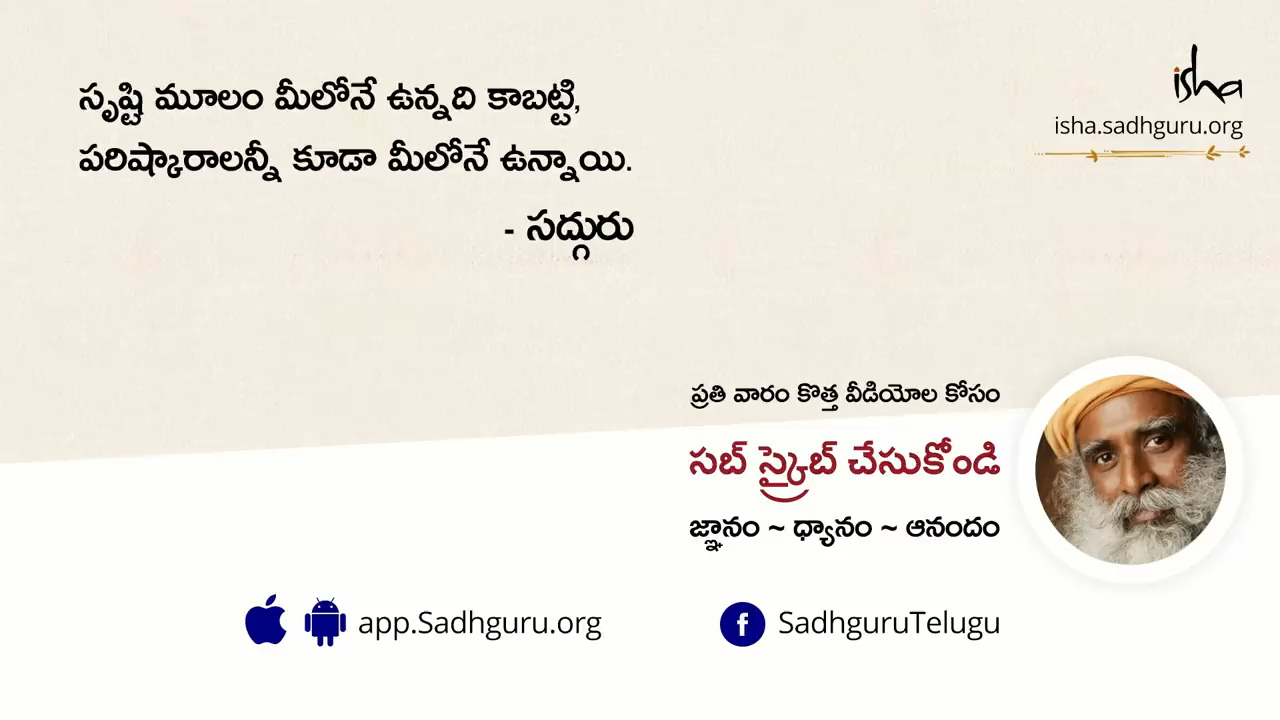 సృష్టి మూలం మీలోనే ఉన్నది కాబట్టి,
పరిష్కారాలన్నీ కూడా మీలోనే ఉన్నాయి.
- సద్గురు
isha
isha.sadhguru.org
ప్రతి వారం కొత్త వీడియోల కోసం
సబ్ స్క్రైబ్ చేసుకోండి
జ్ఞానం ~ ధ్యానం ~ ఆనందం
app.Sadhguru.org
SadhguruTelugu